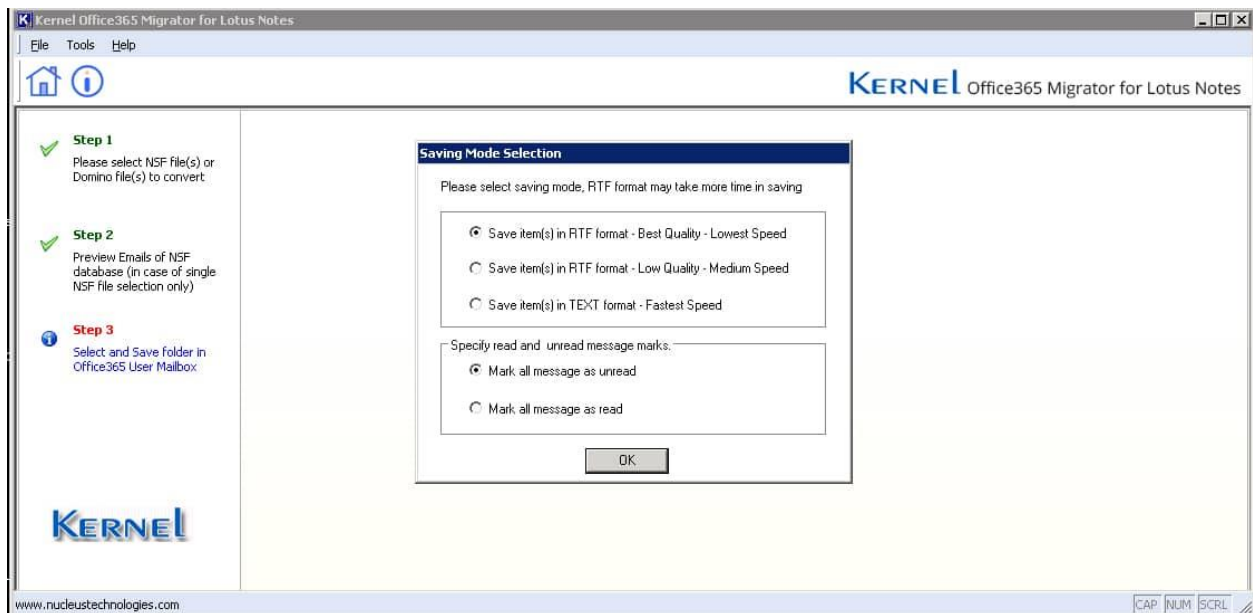 K Kernel Office365 Migrator for Lotus Notes
File Tools Help
KERNEL Office365 Migrator for Lotus Notes
Step 1
Please select NSF file(s) or
Domino file(s) to convert
Step 2
Preview Emails of NSF
database (in case of single
NSF file selection only)
Step 3
Select and Save folder in
Office365 User Mailbox
KERNEL
Saving Mode Selection
Please select saving mode, RTF format may take more time in saving
Save item(s) in RTF format - Best Quality - Lowest Speed
Save item(s) in RTF format - Low Quality - Medium Speed
Save item(s) in TEXT format - Fastest Speed
Specify read and unread message marks.
Mark all message as unread
Mark all message as read
OK
www.nucleustechnologies.com
CAP NUM SCRL